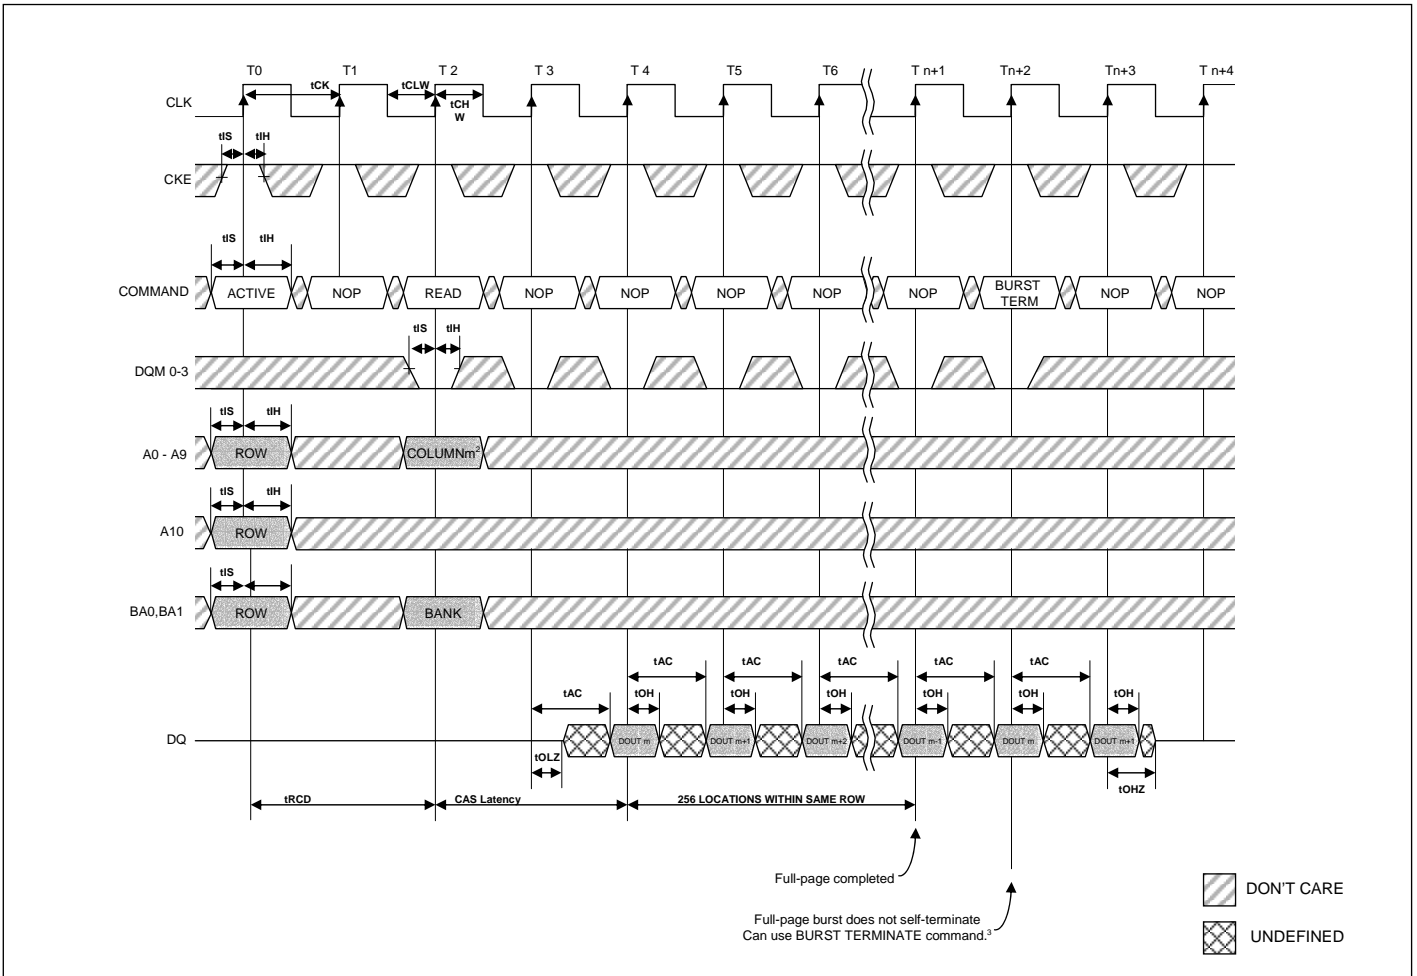 T0 T1 T 2 T 3 T 4 T5 T6 T n+1 Tn+2 Tn+3 T n+4
tCK tCLW
CLK
tCH
W
tIS tIH
CKE
tIS tIH
COMMAND ACTIVE NOP READ NOP NOP NOP NOP NOP BURST TERM NOP NOP
tIS tIH
DQM 0-3
tIS tIH
A0 - A9 ROW COLUMNm²
tIS tIH
A10 ROW
tIS
BA0,BA1 ROW BANK
tAC tAC tAC tAC tAC
tAC tOH tOH tOH tOH tOH tOH
DQ DOUT m DOUT m+1 DOUT m+2 DOUT m-1 DOUT m DOUT m+1
tOLZ
tOHZ
tRCD CAS Latency 256 LOCATIONS WITHIN SAME ROW
Full-page completed
DON'T CARE
Full-page burst does not self-terminate
Can use BURST TERMINATE command.³
UNDEFINED